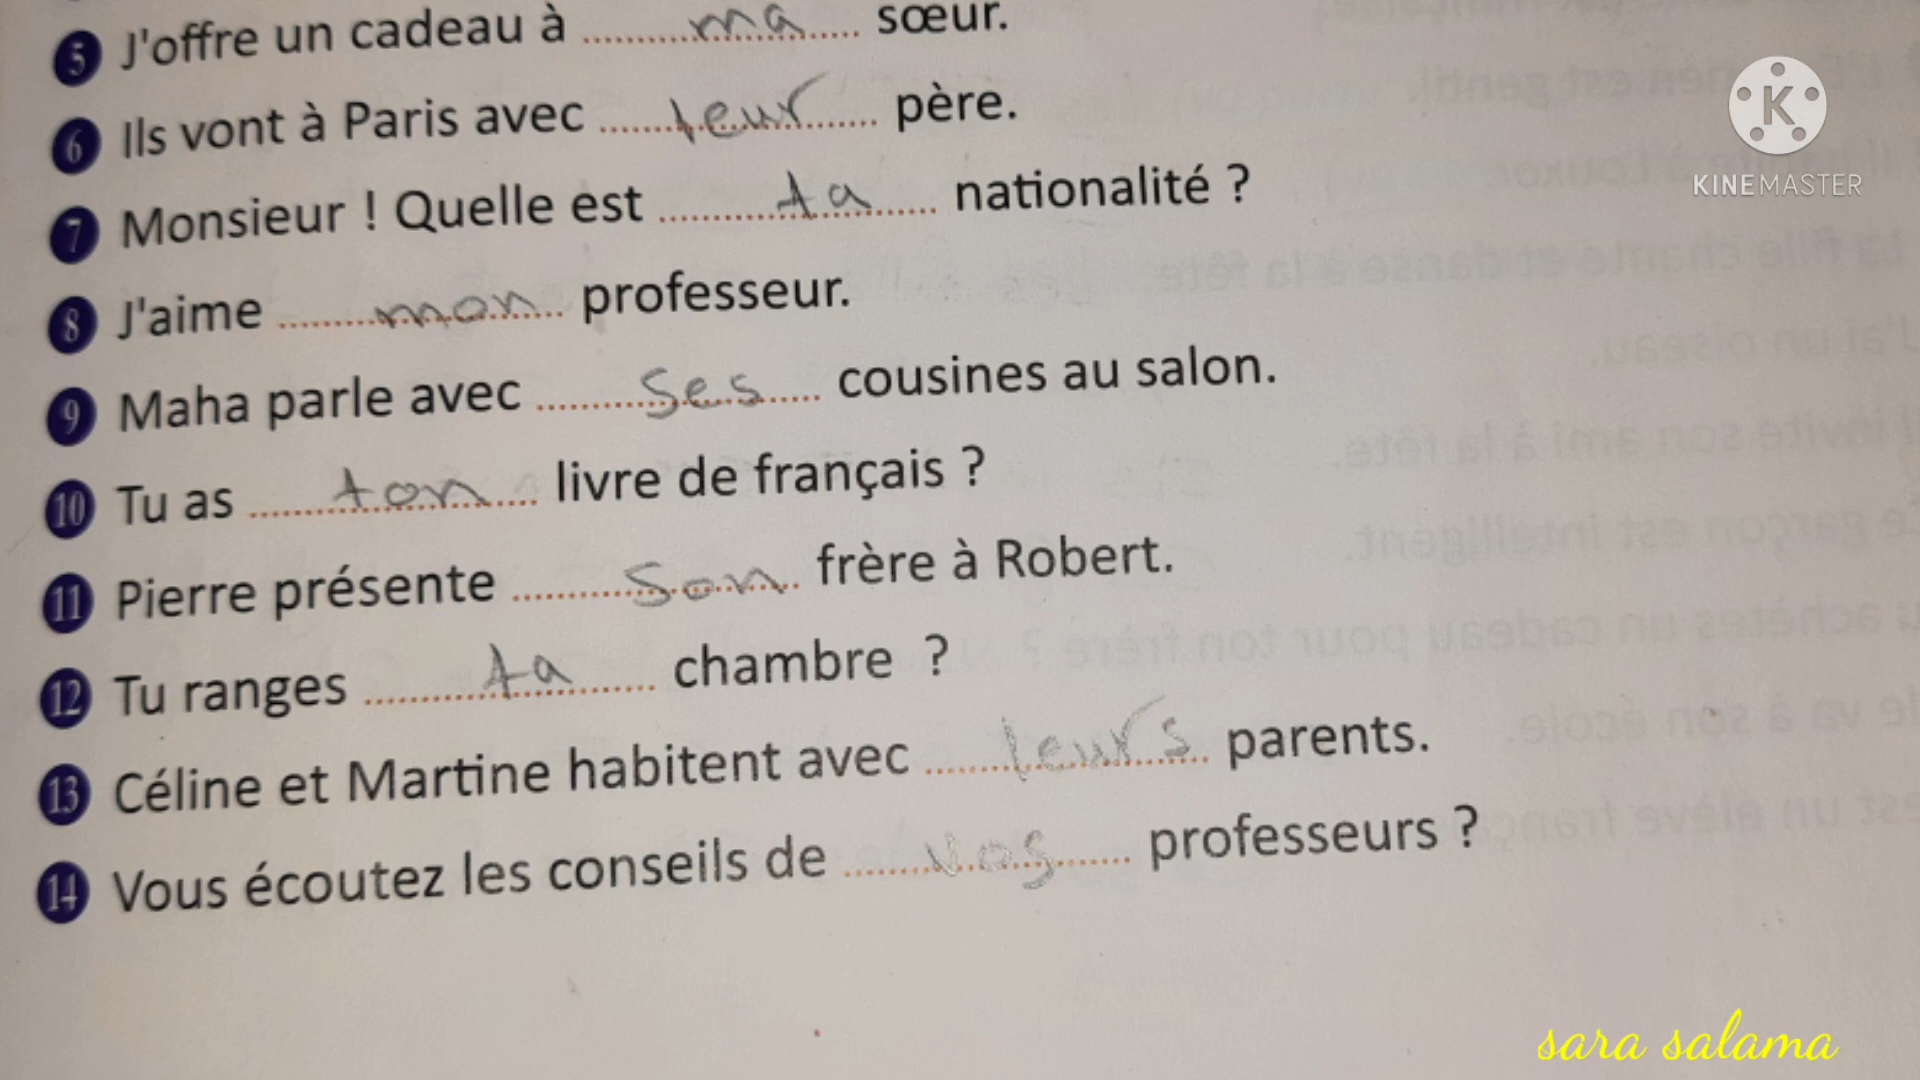 5 J'offre un cadeau à ma sœur.
6 Ils vont à Paris avec leur père.
7 Monsieur ! Quelle est ta nationalité ?
8 J'aime mon professeur.
9 Maha parle avec ses cousines au salon.
10 Tu as ton livre de français ?
11 Pierre présente son frère à Robert.
12 Tu ranges ta chambre ?
13 Céline et Martine habitent avec leurs parents.
14 Vous écoutez les conseils de vos professeurs ?
K
KINEMASTER
sara salama